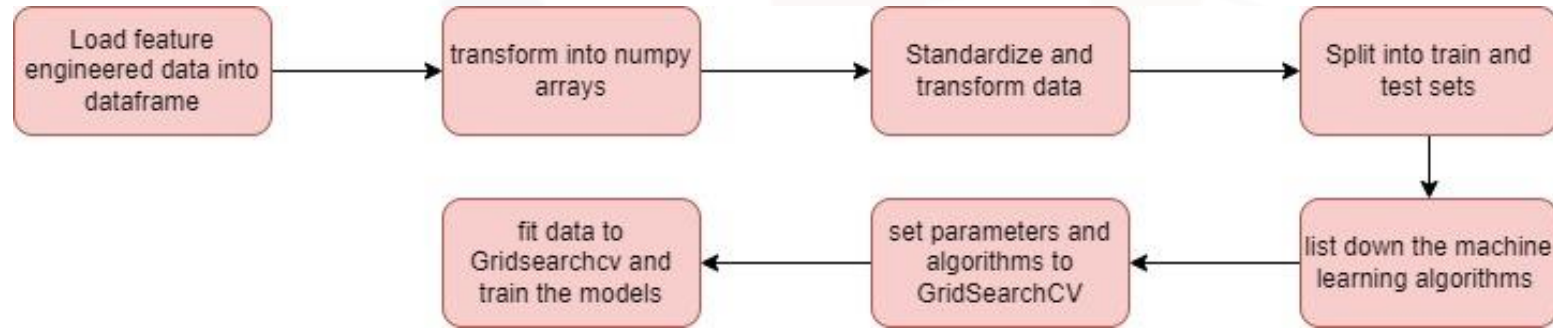 Load feature
engineered data into
dataframe
transform into numpy
arrays
Standardize and
transform data
Split into train and
test sets
list down the machine
learning algorithms
set parameters and
algorithms to
GridSearchCV
fit data to
Gridsearchcv and
train the models